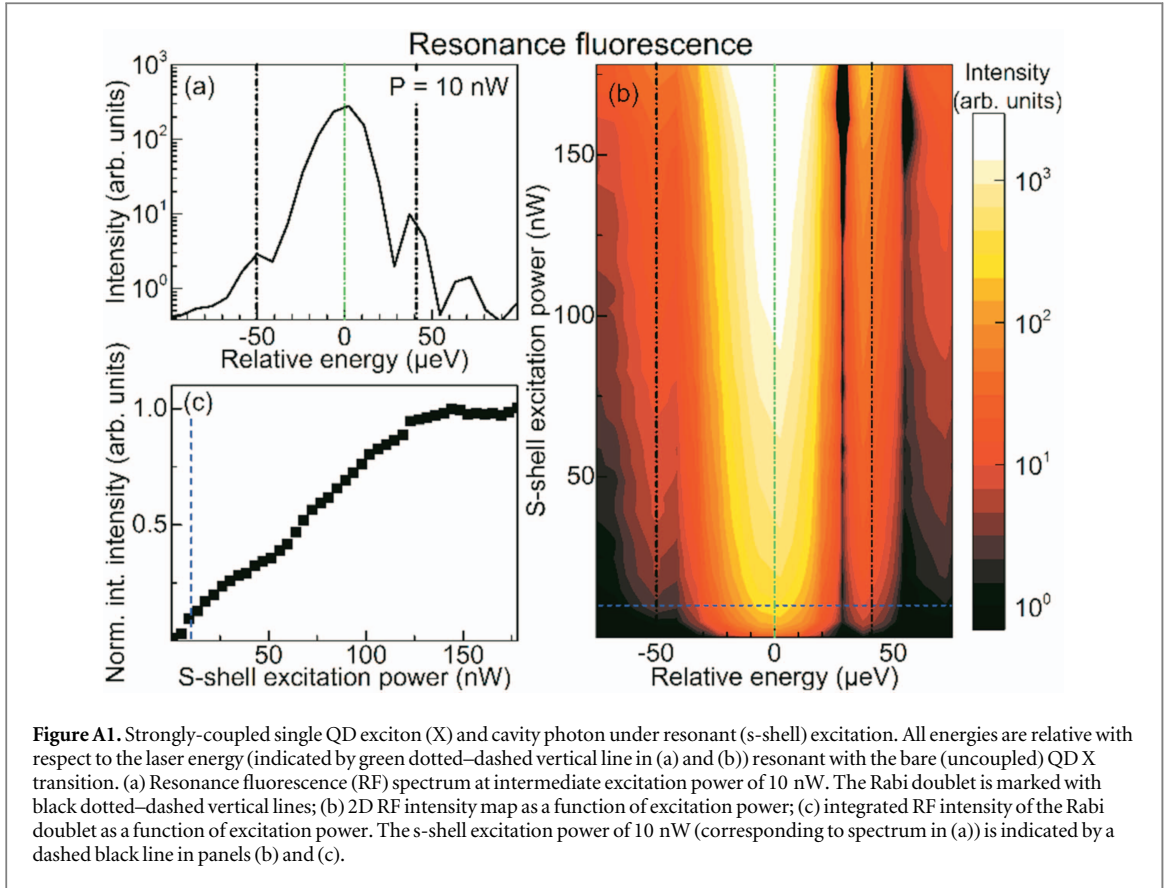 Resonance fluorescence
(a)
P = 10 nW
Intensity (arb. units)
10³
10²
10¹
10⁰
-50
0
50
Relative energy (µeV)
(c)
Norm. int. intensity (arb. units)
1.0
0.5
50
100
150
S-shell excitation power (nW)
(b)
S-shell excitation power (nW)
150
100
50
-50
0
50
Relative energy (µeV)
Intensity
(arb. units)
10³
10²
10¹
10⁰
Figure A1. Strongly-coupled single QD exciton (X) and cavity photon under resonant (s-shell) excitation. All energies are relative with
respect to the laser energy (indicated by green dotted–dashed vertical line in (a) and (b)) resonant with the bare (uncoupled) QD X
transition. (a) Resonance fluorescence (RF) spectrum at intermediate excitation power of 10 nW. The Rabi doublet is marked with
black dotted–dashed vertical lines; (b) 2D RF intensity map as a function of excitation power; (c) integrated RF intensity of the Rabi
doublet as a function of excitation power. The s-shell excitation power of 10 nW (corresponding to spectrum in (a)) is indicated by a
dashed black line in panels (b) and (c).